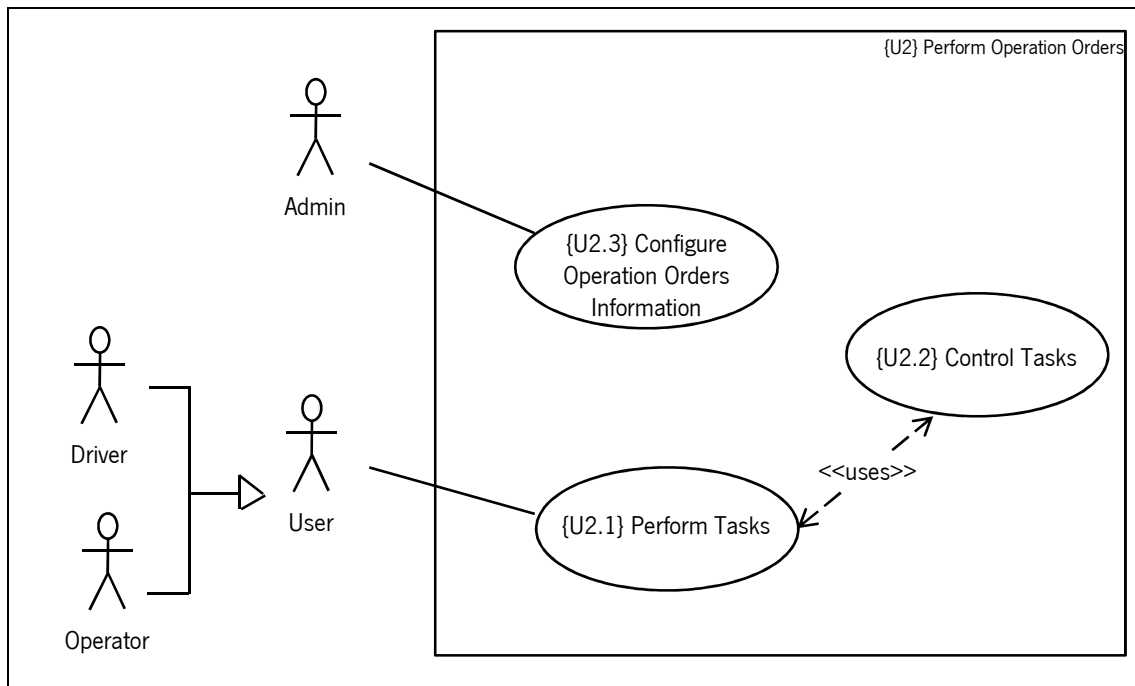 {U2} Perform Operation Orders
Admin
{U2.3} Configure
Operation Orders
Information
{U2.2} Control Tasks
Driver
<<uses>>
User
{U2.1} Perform Tasks
Operator